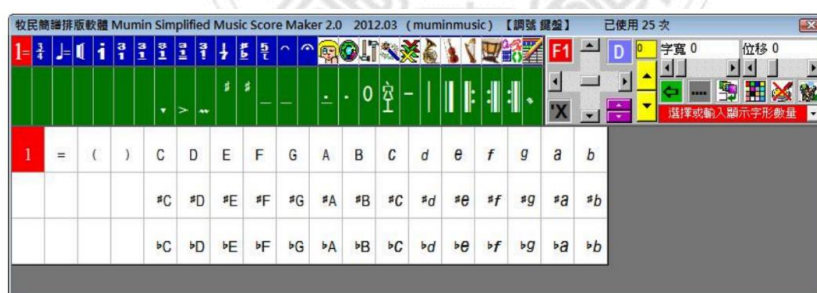 牧民簡譜排版軟體 Mumin Simplified Music Score Maker 2.0 2012.03 (muminmusic) 【調號 鍵盤】 已使用 25 次
1= F1 D 0 字寬 0 位移 0
0 'X 選擇或輸入顯示字形數量
1 = ( ) C D E F G A B C d e f g a b
♯C ♯D ♯E ♯F ♯G ♯A ♯B ♯C ♯d ♯e ♯f ♯g ♯a ♯b
♭C ♭D ♭E ♭F ♭G ♭A ♭B ♭C ♭d ♭e ♭f ♭g ♭a ♭b